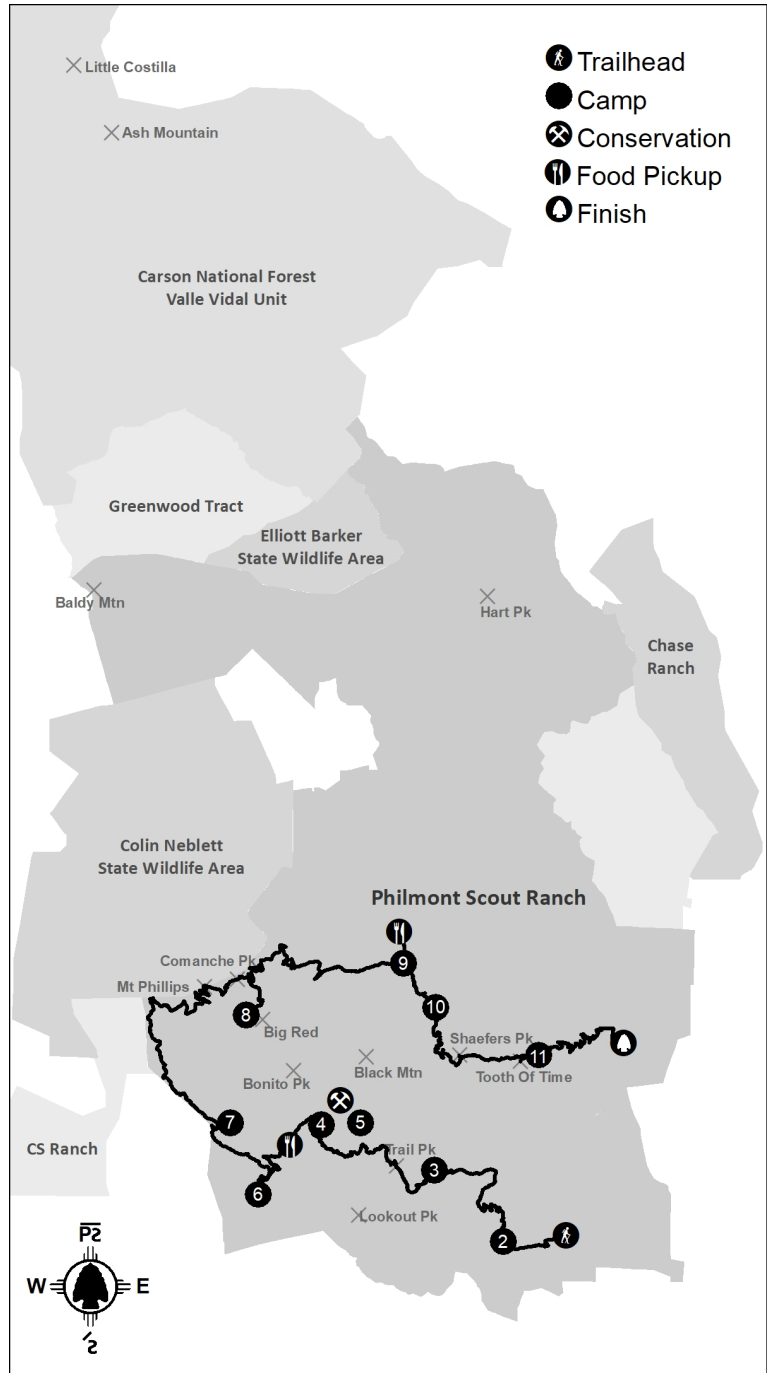 Little Costilla
Ash Mountain
Trailhead
Camp
Conservation
Food Pickup
Finish
Carson National Forest
Valle Vidal Unit
Greenwood Tract
Elliott Barker
State Wildlife Area
Baldy Mtn
Hart Pk
Chase
Ranch
Colin Neblett
State Wildlife Area
Philmont Scout Ranch
Comanche Pk
Mt Phillips
9
10
8
Big Red
Shaefers Pk
11
Tooth Of Time
Black Mtn
Bonito Pk
7
4
5
CS Ranch
Trail Pk
3
6
Lookout Pk
2
W
E